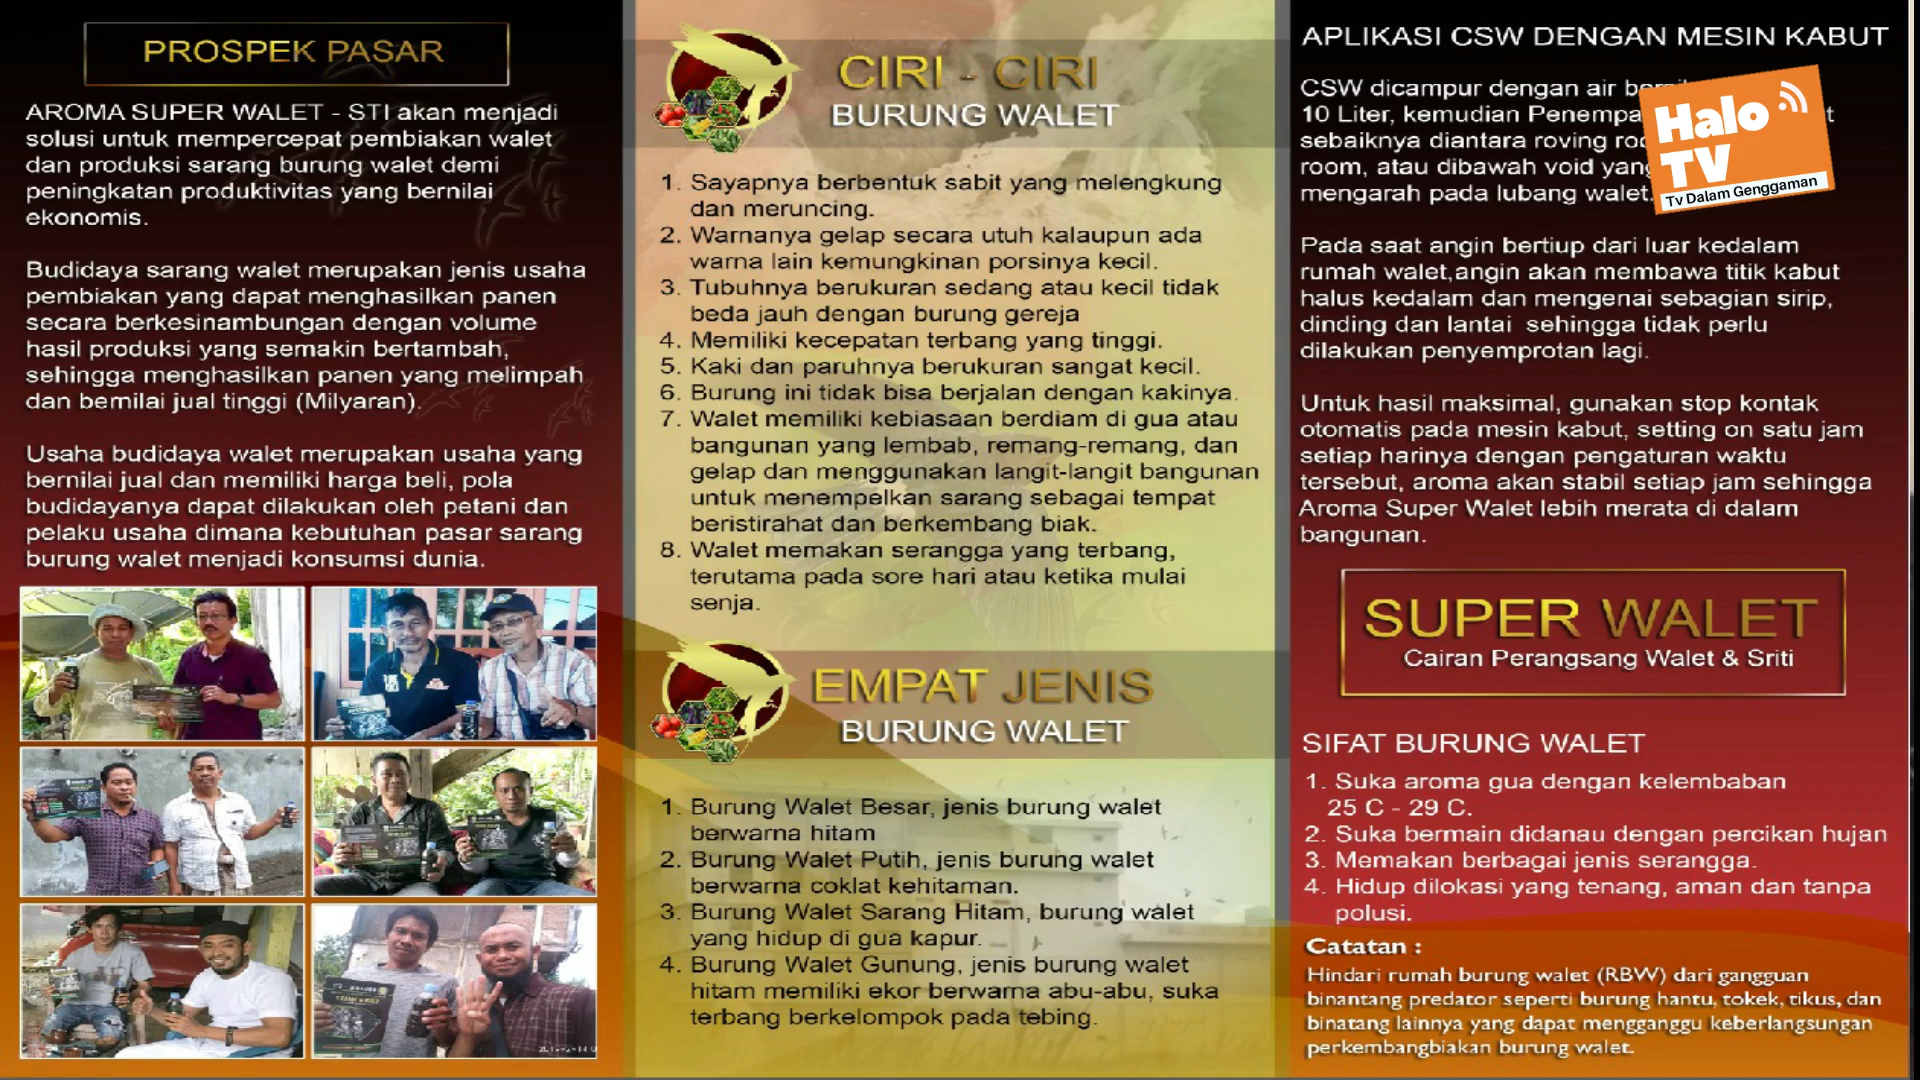 PROSPEK PASAR
AROMA SUPER WALET - STI akan menjadi
solusi untuk mempercepat pembiakan walet
dan produksi sarang burung walet demi
peningkatan produktivitas yang bernilai
ekonomis.
Budidaya sarang walet merupakan jenis usaha
pembiakan yang dapat menghasilkan panen
secara berkesinambungan dengan volume
hasil produksi yang semakin bertambah,
sehingga menghasilkan panen yang melimpah
dan bernilai jual tinggi (Milyaran).
Usaha budidaya walet merupakan usaha yang
bernilai jual dan memiliki harga beli, pola
budidayanya dapat dilakukan oleh petani dan
pelaku usaha dimana kebutuhan pasar sarang
burung walet menjadi konsumsi dunia.
CIRI - CIRI
BURUNG WALET
1. Sayapnya berbentuk sabit yang melengkung
dan meruncing.
2. Warnanya gelap secara utuh kalaupun ada
warna lain kemungkinan porsinya kecil.
3. Tubuhnya berukuran sedang atau kecil tidak
beda jauh dengan burung gereja
4. Memiliki kecepatan terbang yang tinggi.
5. Kaki dan paruhnya berukuran sangat kecil.
6. Burung ini tidak bisa berjalan dengan kakinya.
7. Walet memiliki kebiasaan berdiam di gua atau
bangunan yang lembab, remang-remang, dan
gelap dan menggunakan langit-langit bangunan
untuk menempelkan sarang sebagai tempat
beristirahat dan berkembang biak.
8. Walet memakan serangga yang terbang,
terutama pada sore hari atau ketika mulai
senja.
EMPAT JENIS
BURUNG WALET
1. Burung Walet Besar, jenis burung walet
berwarna hitam
2. Burung Walet Putih, jenis burung walet
berwarna coklat kehitaman.
3. Burung Walet Sarang Hitam, burung walet
yang hidup di gua kapur.
4. Burung Walet Gunung, jenis burung walet
hitam memiliki ekor berwarna abu-abu, suka
terbang berkelompok pada tebing.
APLIKASI CSW DENGAN MESIN KABUT
CSW dicampur dengan air
10 Liter, kemudian
sebaiknya diantara roving
room, atau dibawah void
mengarah pada lubang walet.
Halo
TV
Tv Dalam Genggaman
Pada saat angin bertiup dari luar kedalam
rumah walet,angin akan membawa titik kabut
halus kedalam dan mengenai sebagian sirip,
dinding dan lantai sehingga tidak perlu
dilakukan penyemprotan lagi.
Untuk hasil maksimal, gunakan stop kontak
otomatis pada mesin kabut, setting on satu jam
setiap harinya dengan pengaturan waktu
tersebut, aroma akan stabil setiap jam sehingga
Aroma Super Walet lebih merata di dalam
bangunan.
SUPER WALET
Cairan Perangsang Walet & Sriti
SIFAT BURUNG WALET
1. Suka aroma gua dengan kelembaban
25 C - 29 C.
2. Suka bermain didanau dengan percikan hujan
3. Memakan berbagai jenis serangga.
4. Hidup dilokasi yang tenang, aman dan tanpa
polusi.
Catatan :
Hindari rumah burung walet (RBW) dari gangguan
binantang predator seperti burung hantu, tokek, tikus, dan
binatang lainnya yang dapat mengganggu keberlangsungan
perkembangbiakan burung walet.